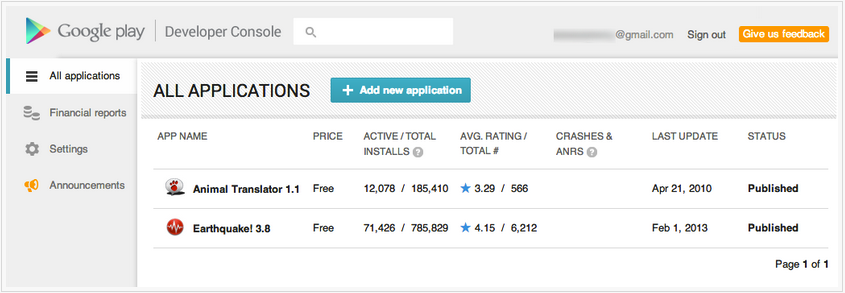 Google play Developer Console @gmail.com Sign out Give us feedback
All applications
Financial reports
Settings
Announcements
ALL APPLICATIONS + Add new application
APP NAME PRICE ACTIVE / TOTAL INSTALLS ? AVG. RATING / TOTAL # CRASHES & ANRS ? LAST UPDATE STATUS
Animal Translator 1.1 Free 12,078 / 185,410 ★ 3.29 / 566 Apr 21, 2010 Published
Earthquake! 3.8 Free 71,426 / 785,829 ★ 4.15 / 6,212 Feb 1, 2013 Published
Page 1 of 1